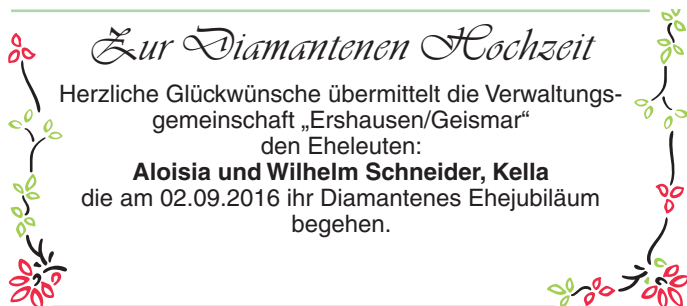 Zur Diamantenen Hochzeit
Herzliche Glückwünsche übermittelt die Verwaltungs-
gemeinschaft „Ershausen/Geismar“
den Eheleuten:
Aloisia und Wilhelm Schneider, Kella
die am 02.09.2016 ihr Diamantenes Ehejubiläum
begehen.